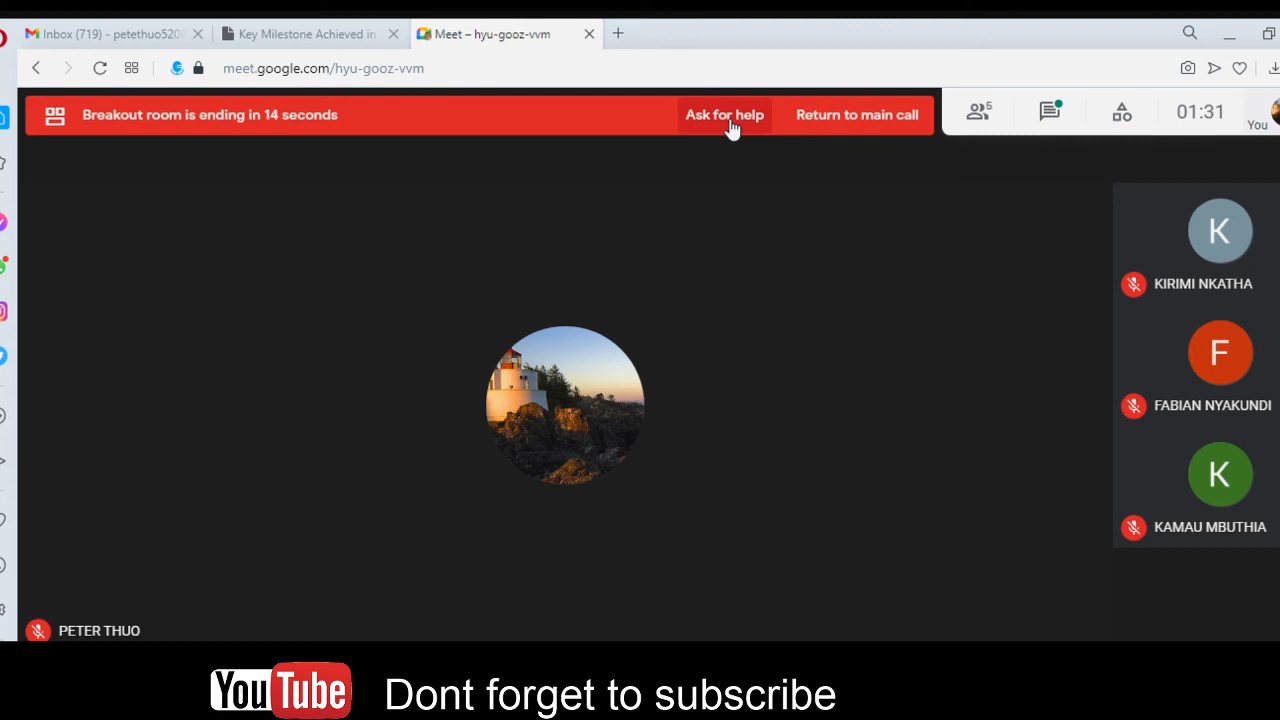 Inbox (719) - petethuo520
Key Milestone Achieved in
Meet – hyu-gooz-vvm
meet.google.com/hyu-gooz-vvm
Breakout room is ending in 14 seconds
Ask for help
Return to main call
5
01:31
You
K
KIRIMI NKATHA
F
FABIAN NYAKUNDI
K
KAMAU MBUTHIA
PETER THUO
YouTube
Dont forget to subscribe